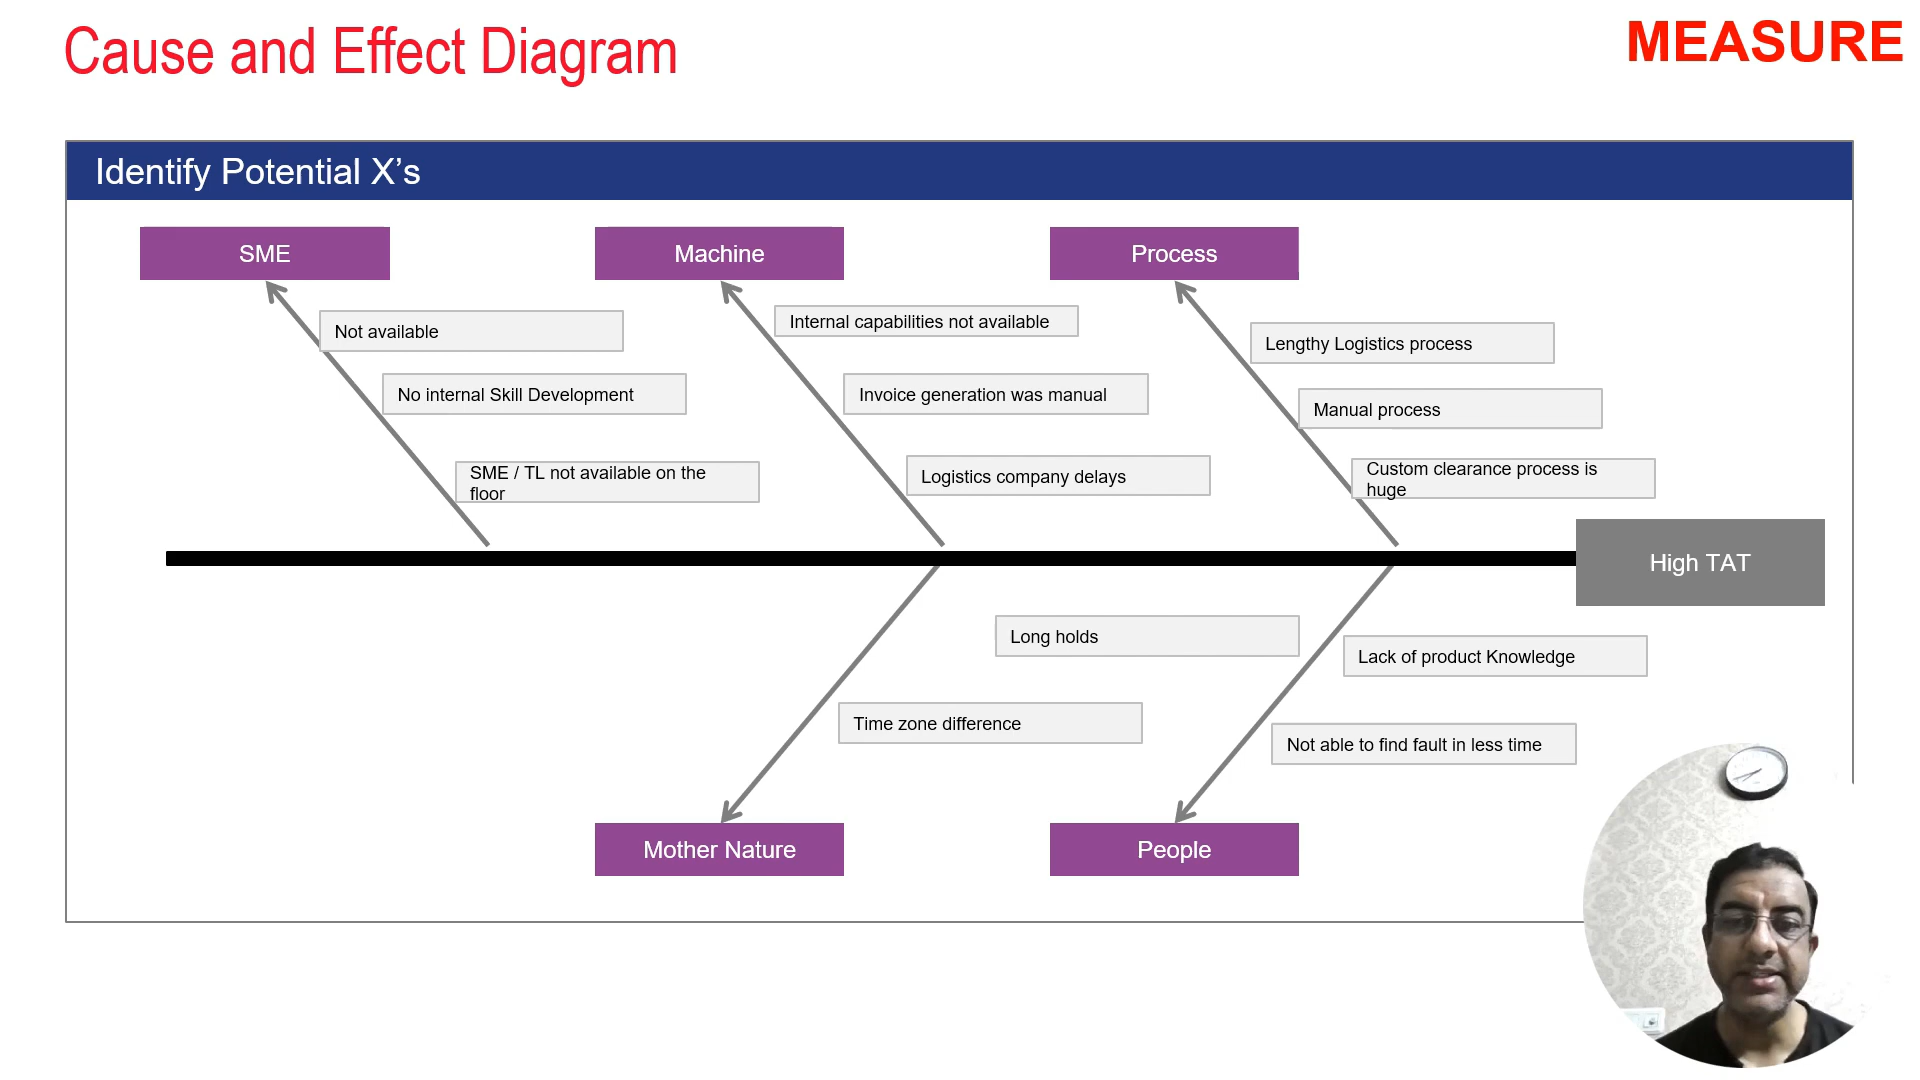 Cause and Effect Diagram
MEASURE
Identify Potential X’s
SME
Machine
Process
Not available
Internal capabilities not available
Lengthy Logistics process
No internal Skill Development
Invoice generation was manual
Manual process
SME / TL not available on the
floor
Logistics company delays
Custom clearance process is
huge
High TAT
Long holds
Lack of product Knowledge
Time zone difference
Not able to find fault in less time
Mother Nature
People